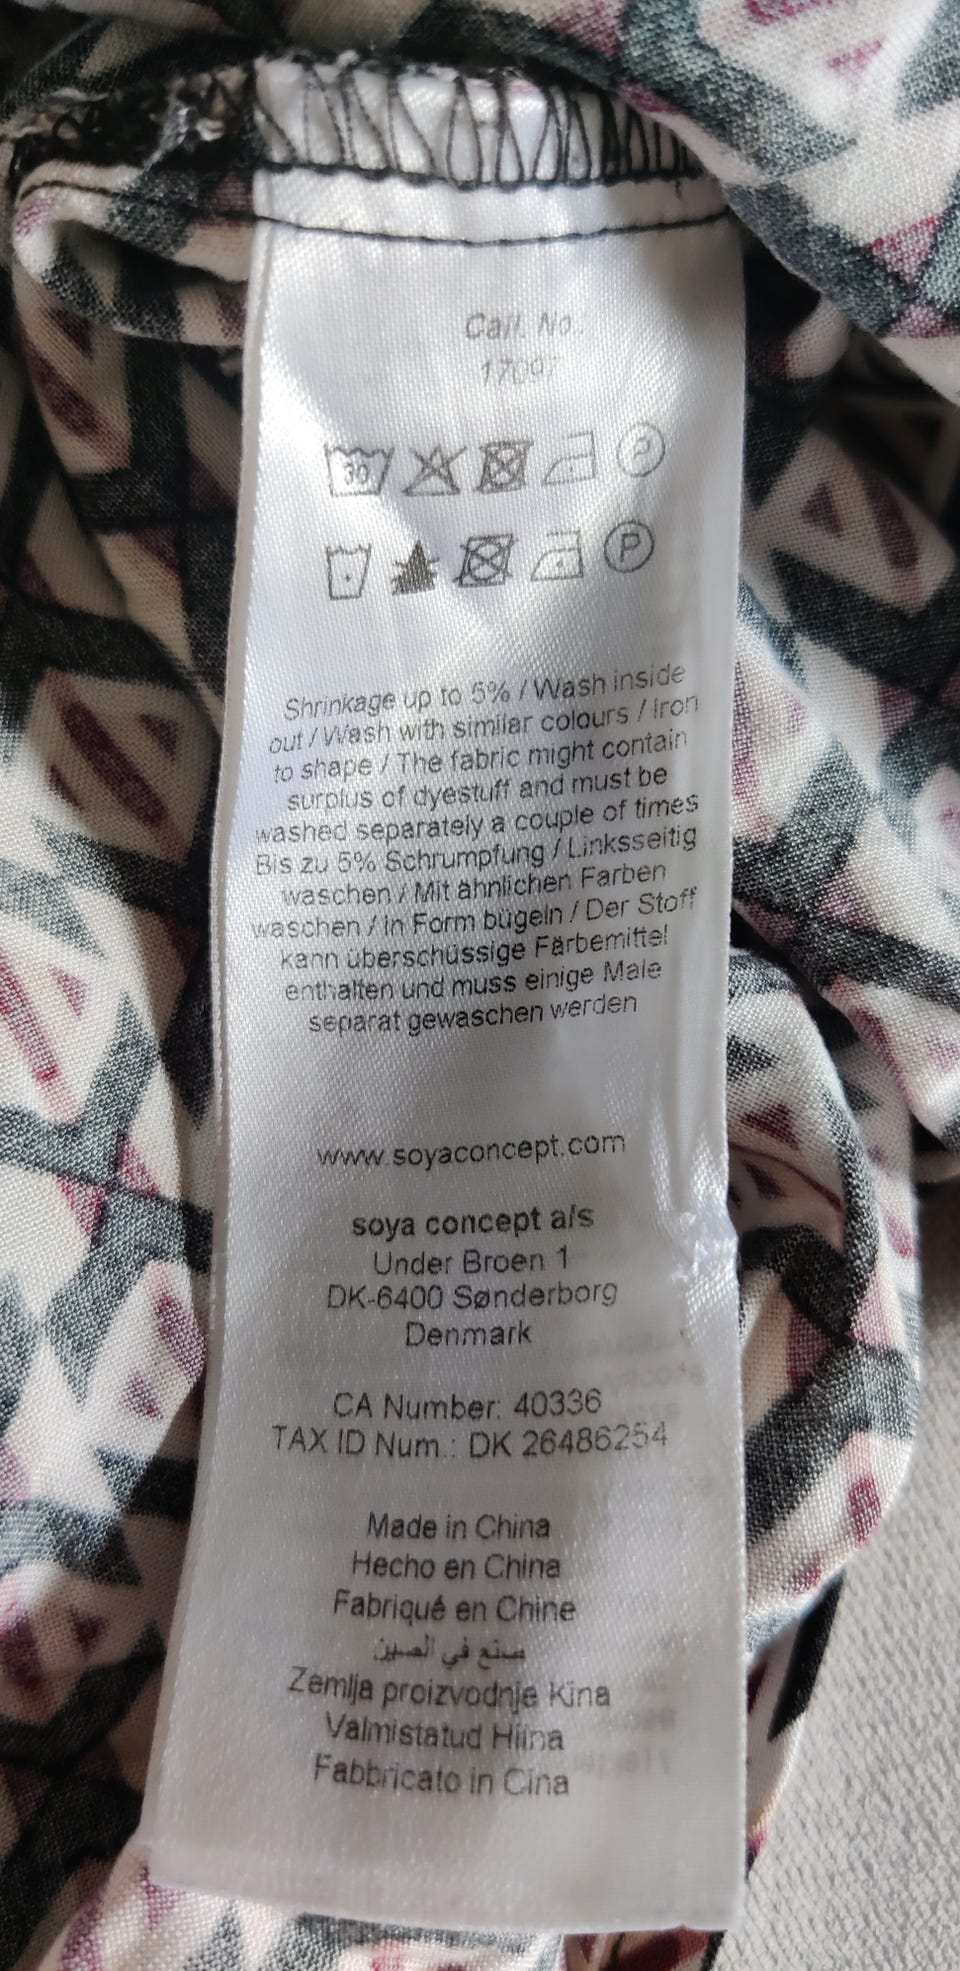 Call. No.:
17097
30 P
P
Shrinkage up to 5% / Wash inside
out / Wash with similar colours / Iron
to shape / The fabric might contain
surplus of dyestuff and must be
washed separately a couple of times
Bis zu 5% Schrumpfung / Linksseitig
waschen / Mit ähnlichen Farben
waschen / In Form bügeln / Der Stoff
kann überschüssige Färbemittel
enthalten und muss einige Male
separat gewaschen werden
www.soyaconcept.com
soya concept a/s
Under Broen 1
DK-6400 Sønderborg
Denmark
CA Number: 40336
TAX ID Num.: DK 26486254
Made in China
Hecho en China
Fabriqué en Chine
صنع في الصين
Zemlja proizvodnje Kina
Valmistatud Hiina
Fabbricato in Cina